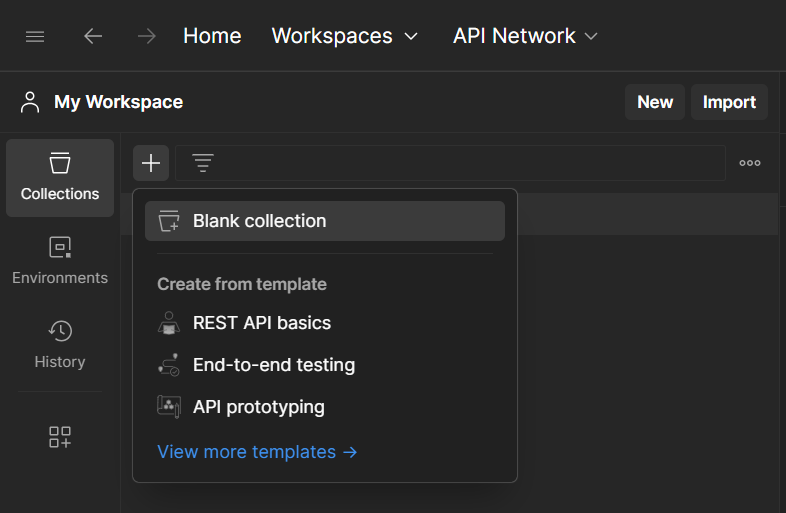 Home Workspaces API Network
My Workspace New Import
Collections
Blank collection
Environments
Create from template
REST API basics
History
End-to-end testing
API prototyping
View more templates →